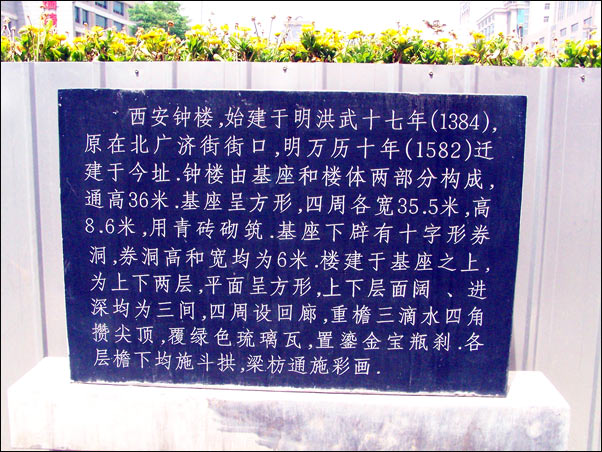 西安钟楼,始建于明洪武十七年(1384),
原在北广济街街口,明万历十年(1582)迁
建于今址.钟楼由基座和楼体两部分构成,
通高36米.基座呈方形,四周各宽35.5米,高
8.6米,用青砖砌筑.基座下辟有十字形券
洞,券洞高和宽均为6米.楼建于基座之上,
为上下两层,平面呈方形,上下层面阔、进
深均为三间,四周设回廊,重檐三滴水四角
攒尖顶,覆绿色琉璃瓦,置鎏金宝瓶刹.各
层檐下均施斗拱,梁枋通施彩画.